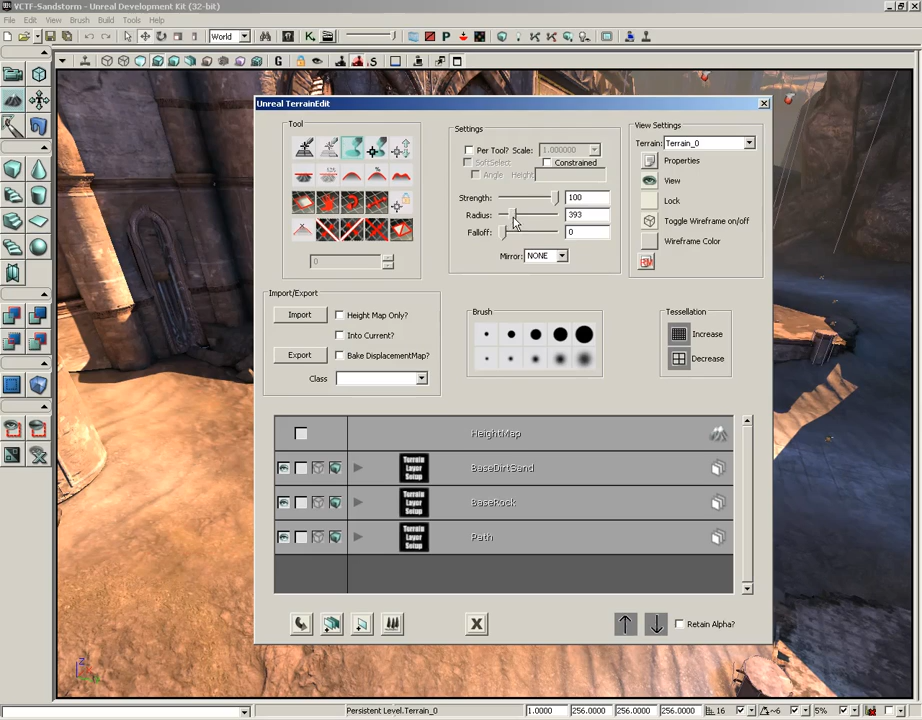 VCTF-Sandstorm - Unreal Development Kit (32-bit)
File Edit View Brush Build Tools Help
World
Unreal TerrainEdit
Tool
0
Settings
Per Tool? Scale: 1.000000
SoftSelect Constrained
Angle Height
Strength: 100
Radius: 393
Falloff: 0
Mirror: NONE
View Settings
Terrain: Terrain_0
Properties
View
Lock
Toggle Wireframe on/off
Wireframe Color
Import/Export
Import Height Map Only?
Into Current?
Export Bake DisplacementMap?
Class
Brush
Tessellation
Increase
Decrease
HeightMap
Terrain Layer Setup BaseDirtSand
Terrain Layer Setup BaseRock
Terrain Layer Setup Path
Retain Alpha?
Persistent Level.Terrain_0 1.0000 256.0000 256.0000 256.0000 16 ~6 5%